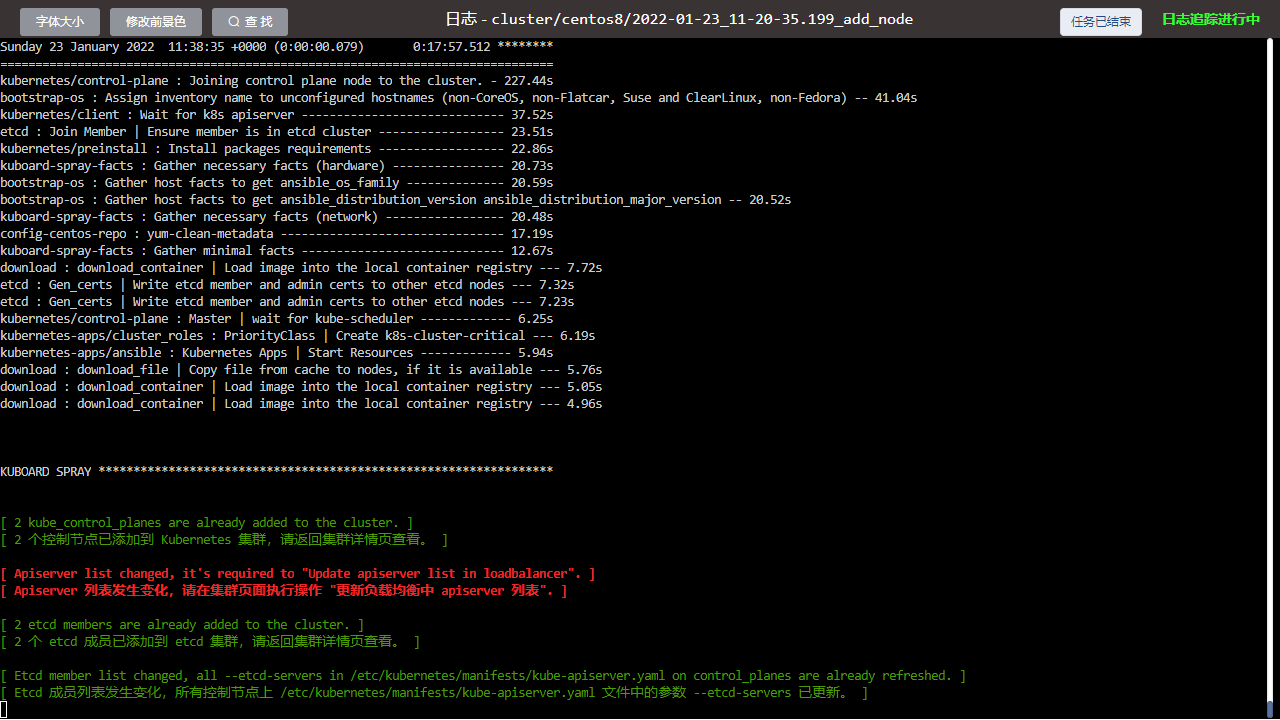 字体大小 修改前景色 查 找 日志 - cluster/centos8/2022-01-23_11-20-35.199_add_node 任务已结束 日志追踪进行中
Sunday 23 January 2022  11:38:35 +0000 (0:00:00.079)       0:17:57.512 ********
===============================================================================
kubernetes/control-plane : Joining control plane node to the cluster. - 227.44s
bootstrap-os : Assign inventory name to unconfigured hostnames (non-CoreOS, non-Flatcar, Suse and ClearLinux, non-Fedora) -- 41.04s
kubernetes/client : Wait for k8s apiserver ----------------------------- 37.52s
etcd : Join Member | Ensure member is in etcd cluster ------------------ 23.51s
kubernetes/preinstall : Install packages requirements ------------------ 22.86s
kuboard-spray-facts : Gather necessary facts (hardware) ---------------- 20.73s
bootstrap-os : Gather host facts to get ansible_os_family -------------- 20.59s
bootstrap-os : Gather host facts to get ansible_distribution_version ansible_distribution_major_version -- 20.52s
kuboard-spray-facts : Gather necessary facts (network) ----------------- 20.48s
config-centos-repo : yum-clean-metadata -------------------------------- 17.19s
kuboard-spray-facts : Gather minimal facts ----------------------------- 12.67s
download : download_container | Load image into the local container registry --- 7.72s
etcd : Gen_certs | Write etcd member and admin certs to other etcd nodes --- 7.32s
etcd : Gen_certs | Write etcd member and admin certs to other etcd nodes --- 7.23s
kubernetes/control-plane : Master | wait for kube-scheduler ------------- 6.25s
kubernetes-apps/cluster_roles : PriorityClass | Create k8s-cluster-critical --- 6.19s
kubernetes-apps/ansible : Kubernetes Apps | Start Resources ------------- 5.94s
download : download_file | Copy file from cache to nodes, if it is available --- 5.76s
download : download_container | Load image into the local container registry --- 5.05s
download : download_container | Load image into the local container registry --- 4.96s
KUBOARD SPRAY *****************************************************************
[ 2 kube_control_planes are already added to the cluster. ]
[ 2 个控制节点已添加到 Kubernetes 集群，请返回集群详情页查看。 ]
[ Apiserver list changed, it's required to "Update apiserver list in loadbalancer". ]
[ Apiserver 列表发生变化，请在集群页面执行操作 "更新负载均衡中 apiserver 列表". ]
[ 2 etcd members are already added to the cluster. ]
[ 2 个 etcd 成员已添加到 etcd 集群，请返回集群详情页查看。 ]
[ Etcd member list changed, all --etcd-servers in /etc/kubernetes/manifests/kube-apiserver.yaml on control_planes are already refreshed. ]
[ Etcd 成员列表发生变化，所有控制节点上 /etc/kubernetes/manifests/kube-apiserver.yaml 文件中的参数 --etcd-servers 已更新。 ]